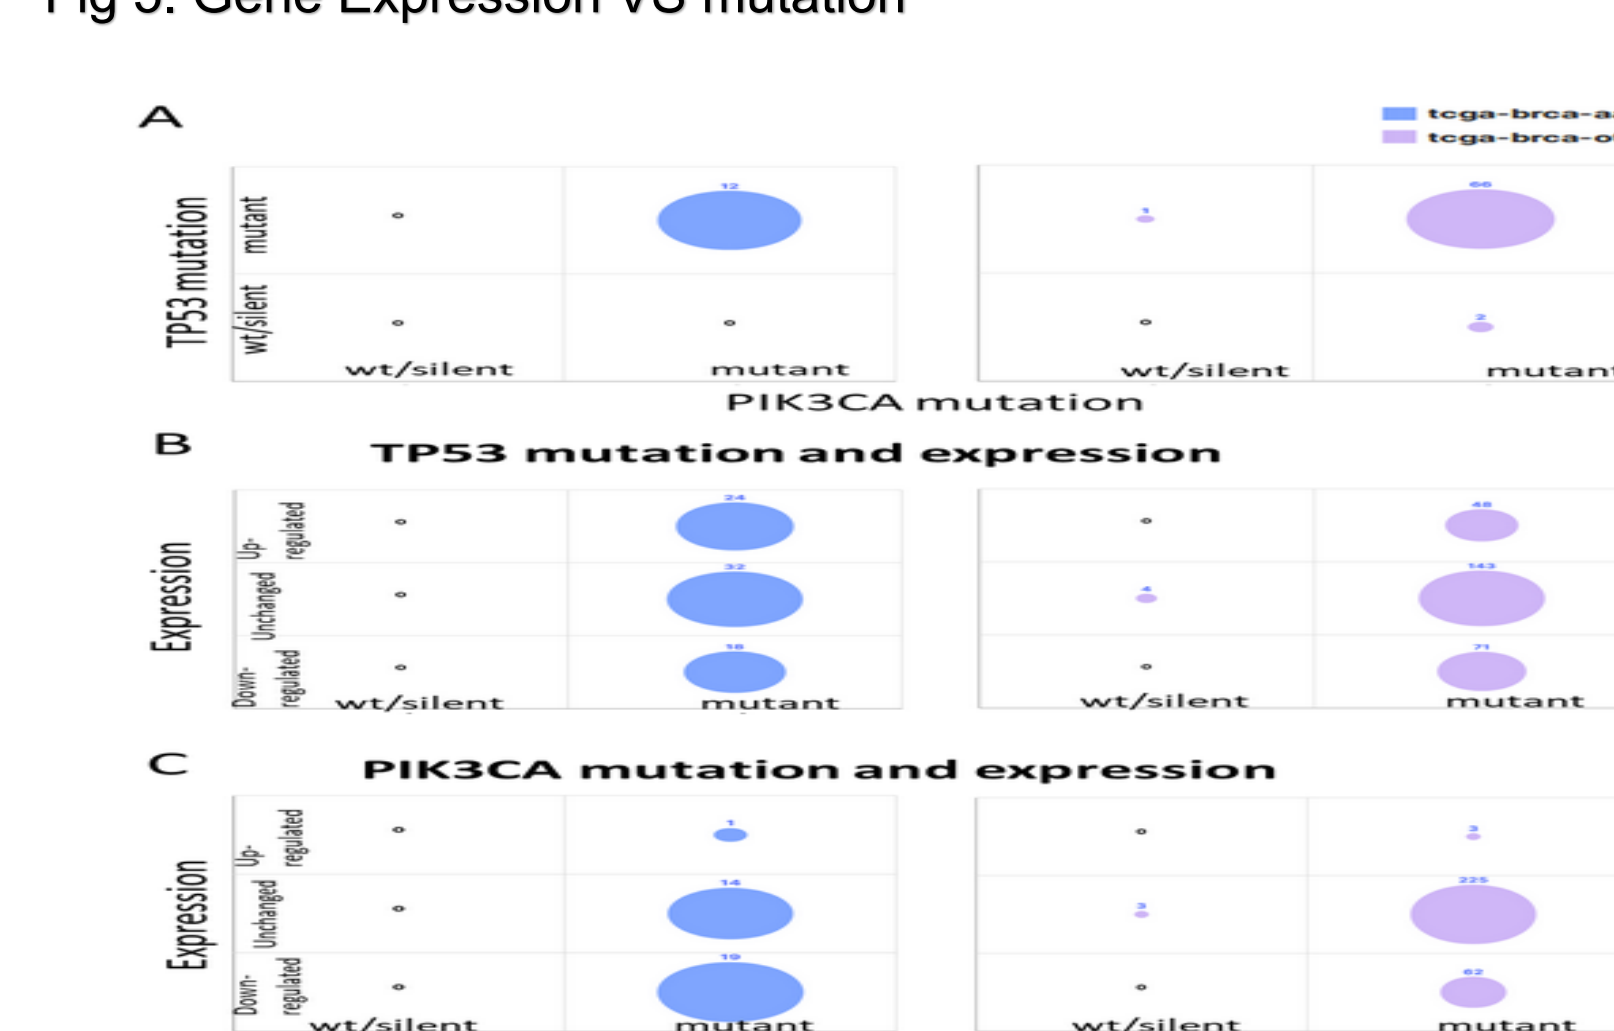 Gene Expression VS mutation
A
tcga-brca-a
tcga-brca-o
TP53 mutation
mutant
wt/silent
12
1
66
2
wt/silent
mutant
wt/silent
mutant
PIK3CA mutation
B
TP53 mutation and expression
Expression
Up-
regulated
Unchanged
Down-
regulated
24
48
32
4
143
71
wt/silent
mutant
wt/silent
mutant
C
PIK3CA mutation and expression
Expression
Up-
regulated
Unchanged
Down-
regulated
1
3
14
3
225
19
62
wt/silent
mutant
wt/silent
mutant